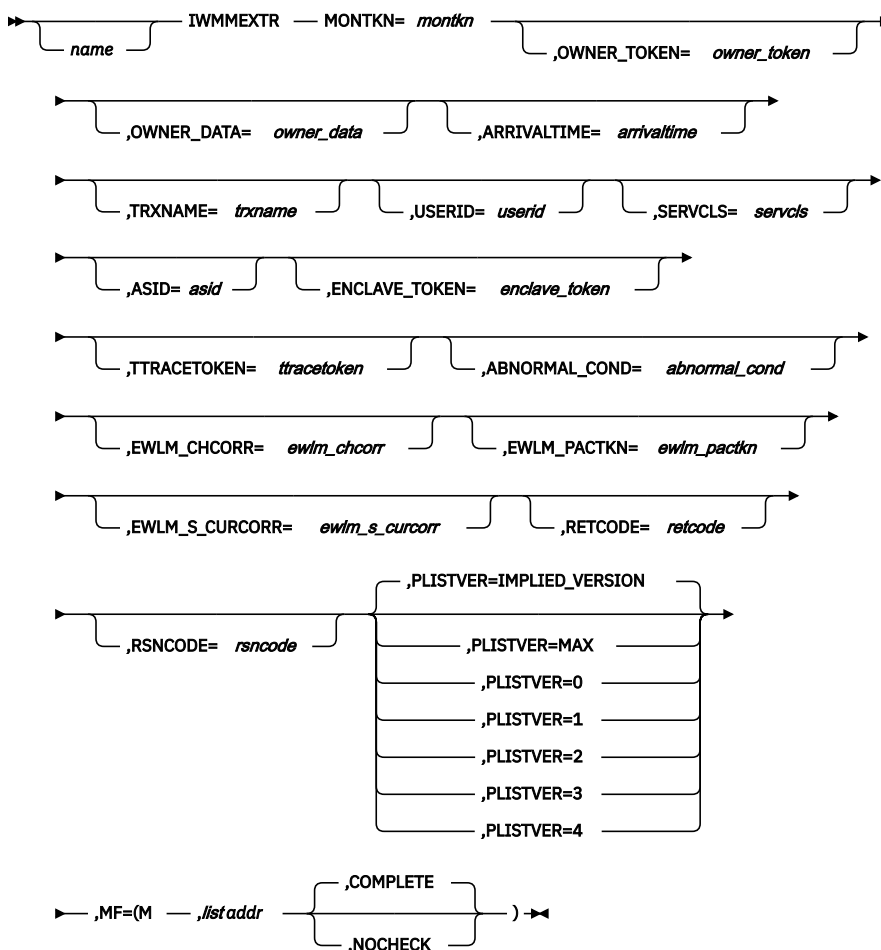 IWMMEXTR MONTKN= montkn
name ,OWNER_TOKEN= owner_token
,OWNER_DATA= owner_data ,ARRIVALTIME= arrivaltime
,TRXNAME= trxname ,USERID= userid ,SERVCLS= servcls
,ASID= asid ,ENCLAVE_TOKEN= enclave_token
,TTRACETOKEN= ttracetoken ,ABNORMAL_COND= abnormal_cond
,EWLM_CHCORR= ewlm_chcorr ,EWLM_PACTKN= ewlm_pactkn
,EWLM_S_CURCORR= ewlm_s_curcorr ,RETCODE= retcode
,PLISTVER=IMPLIED_VERSION
,RSNCODE= rsncode ,PLISTVER=MAX
,PLISTVER=0
,PLISTVER=1
,PLISTVER=2
,PLISTVER=3
,PLISTVER=4
,COMPLETE
,MF=(M ,list addr )
,NOCHECK